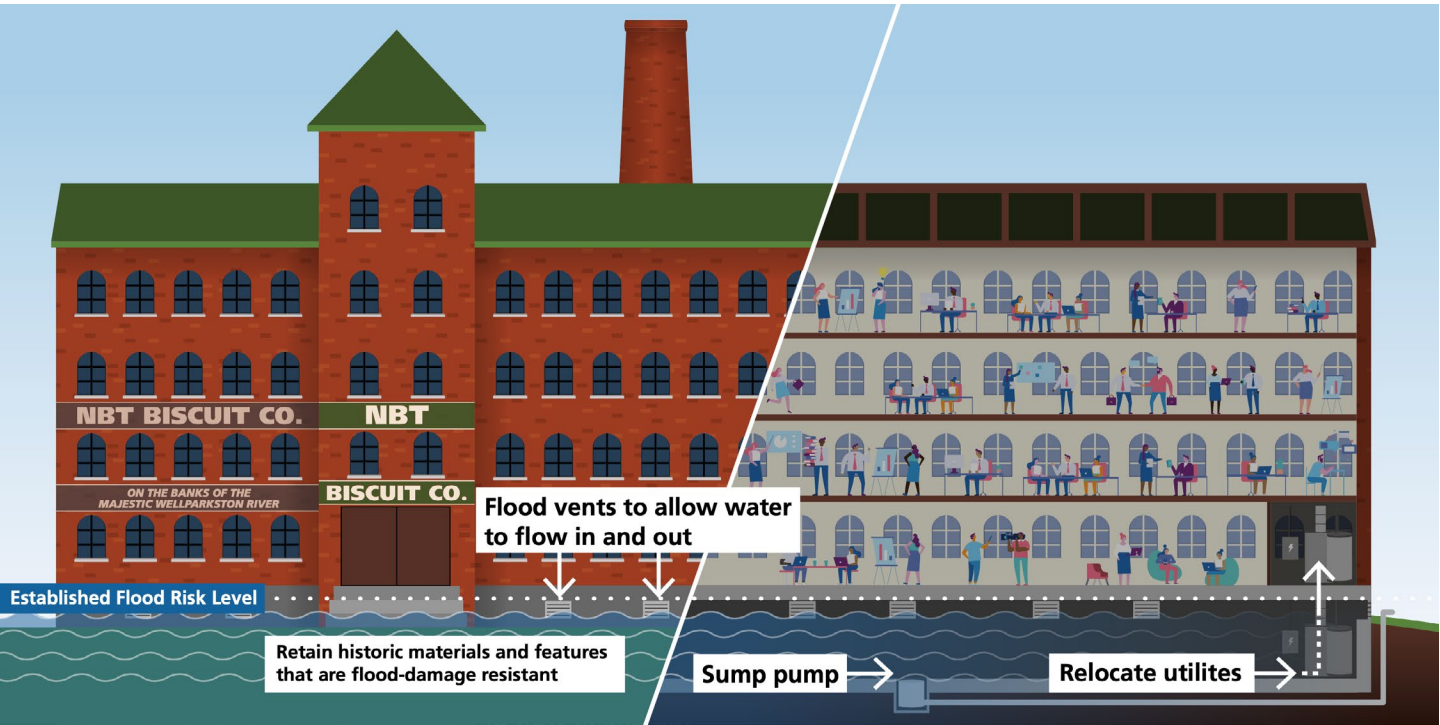 NBT BISCUIT CO.
NBT
ON THE BANKS OF THE
MAJESTIC WELLPARKSTON RIVER
BISCUIT CO.
Flood vents to allow water
to flow in and out
Established Flood Risk Level
Retain historic materials and features
that are flood-damage resistant
Sump pump
Relocate utilites